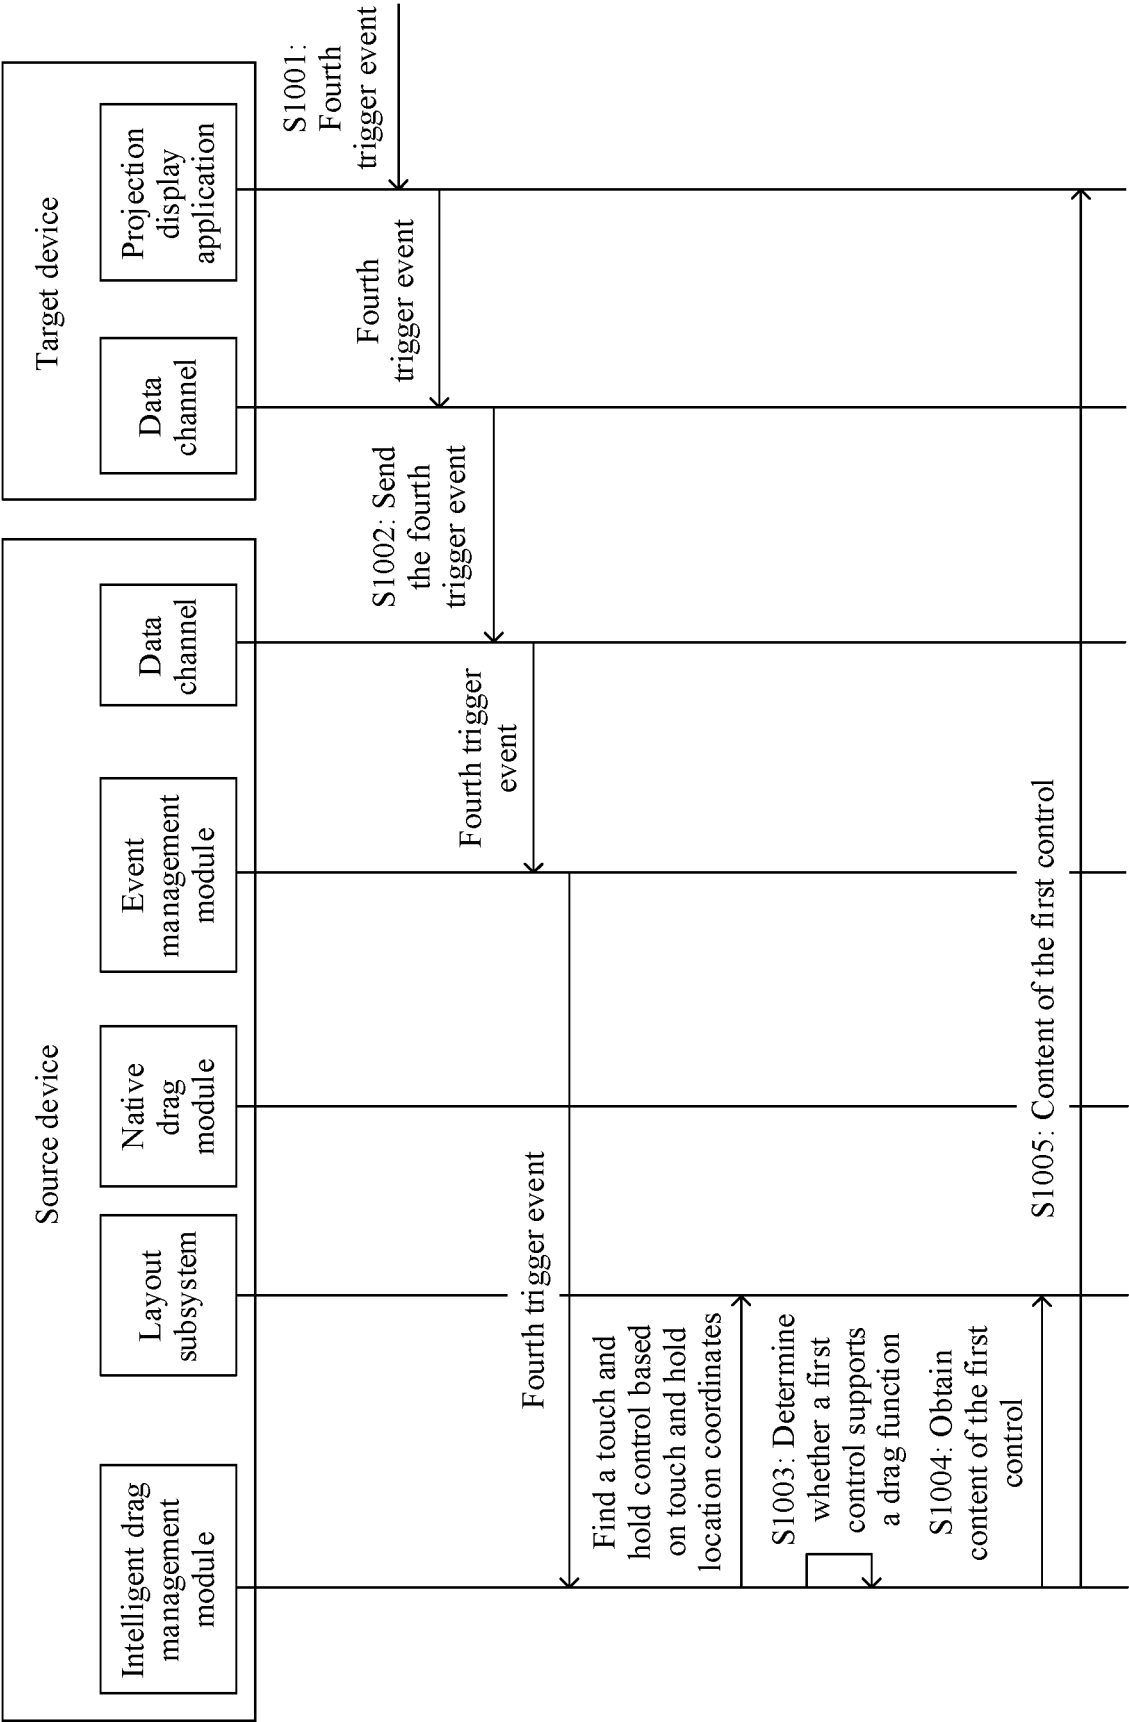 Source device
Target device
Intelligent drag
management
module
Layout
subsystem
Native
drag
module
Event
management
module
Data
channel
Data
channel
Projection
display
application
S1001:
Fourth
trigger event
Fourth
trigger event
S1002: Send
the fourth
trigger event
Fourth trigger
event
Fourth trigger event
Find a touch and
hold control based
on touch and hold
location coordinates
S1003: Determine
whether a first
control supports
a drag function
S1004: Obtain
content of the first
control
S1005: Content of the first control